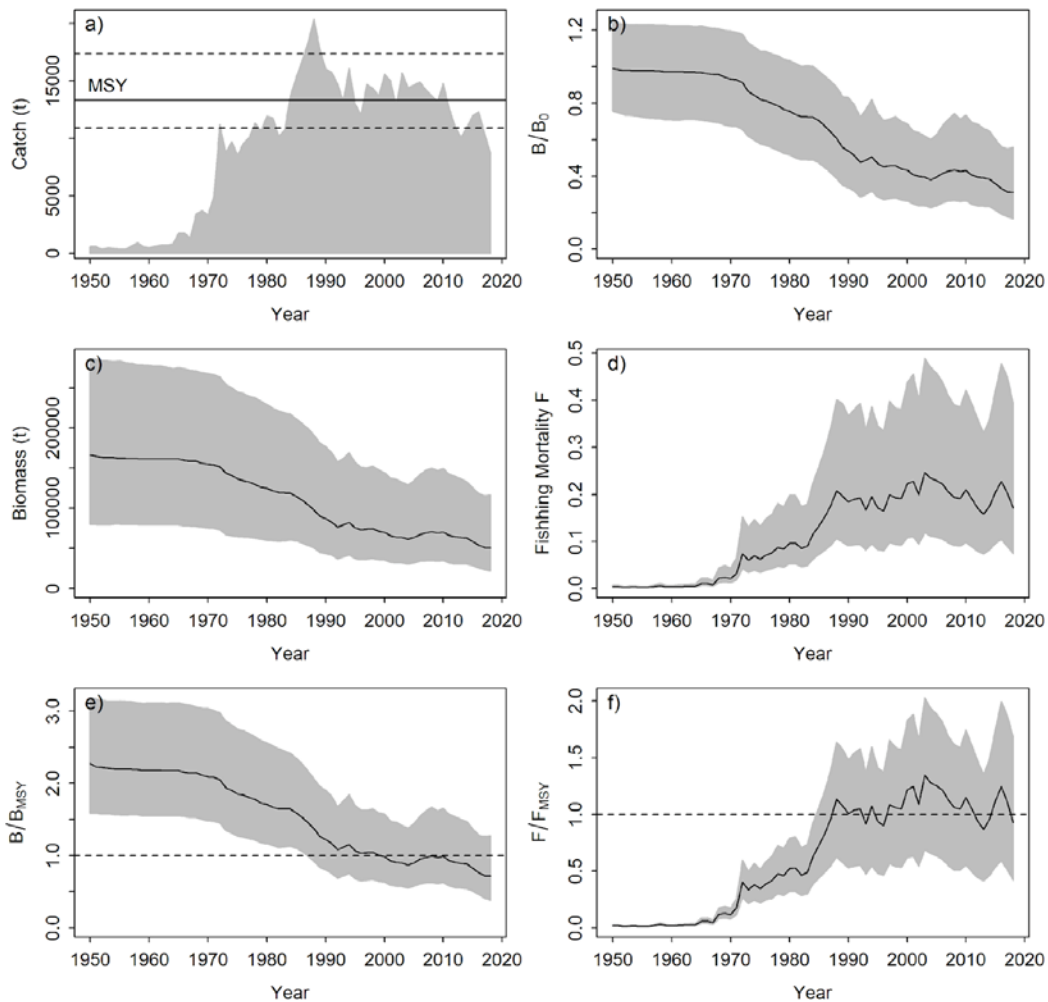 a)
MSY
Catch (t)
0 5000 15000
1950 1960 1970 1980 1990 2000 2010 2020
Year
b)
B/B0
0.0 0.4 0.8 1.2
1950 1960 1970 1980 1990 2000 2010 2020
Year
c)
Biomass (t)
0 100000 200000
1950 1960 1970 1980 1990 2000 2010 2020
Year
d)
Fishhing Mortality F
0.0 0.1 0.2 0.3 0.4 0.5
1950 1960 1970 1980 1990 2000 2010 2020
Year
e)
B/BMSY
0.0 1.0 2.0 3.0
1950 1960 1970 1980 1990 2000 2010 2020
Year
f)
F/FMSY
0.0 0.5 1.0 1.5 2.0
1950 1960 1970 1980 1990 2000 2010 2020
Year